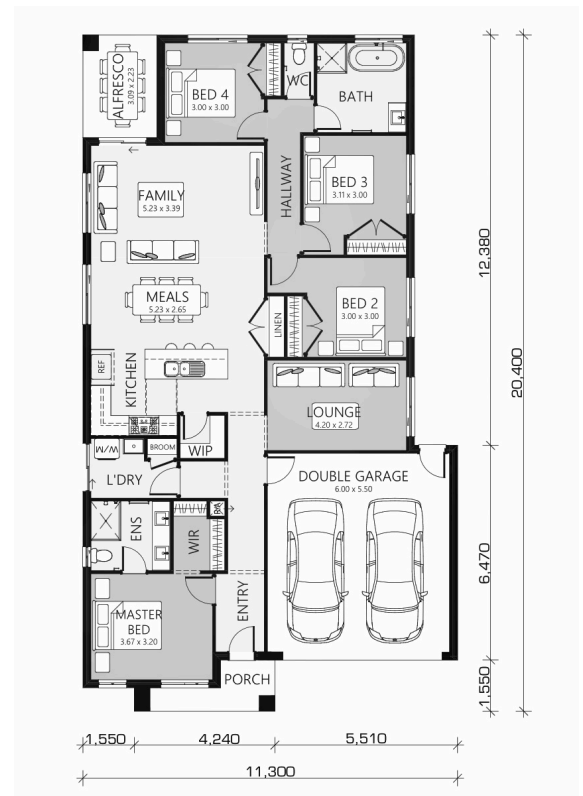 ALFRESCO
3.09 x 2.23
BED 4
3.00 x 3.00
WC
BATH
HALLWAY
FAMILY
5.23 x 3.39
BED 3
3.11 x 3.00
MEALS
5.23 x 2.65
LINEN
BED 2
3.00 x 3.00
REF
KITCHEN
LOUNGE
4.20 x 2.72
W/W
BROOM
WIP
L'DRY
DOUBLE GARAGE
6.00 x 5.50
ENS
WIR
ENTRY
MASTER
BED
3.67 x 3.20
PORCH
12,380
20,400
6,470
1,550
1,550
4,240
5,510
11,300